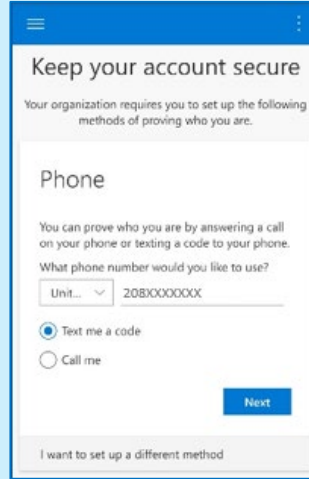 Keep your account secure
Your organization requires you to set up the following
methods of proving who you are.
Phone
You can prove who you are by answering a call
on your phone or texting a code to your phone.
What phone number would you like to use?
Unit... 208XXXXXXX
Text me a code
Call me
Next
I want to set up a different method